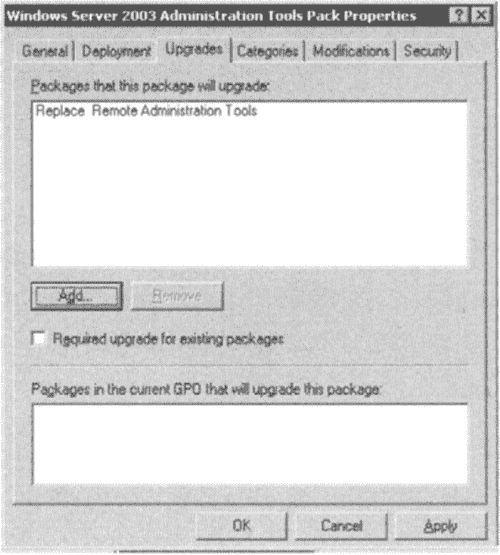 Windows Server 2003 Administration Tools Pack Properties
General Deployment Upgrades Categories Modifications Security
Packages that this package will upgrade:
Replace Remote Administration Tools
Add... Remove
Required upgrade for existing packages
Packages in the current GPO that will upgrade this package:
OK Cancel Apply